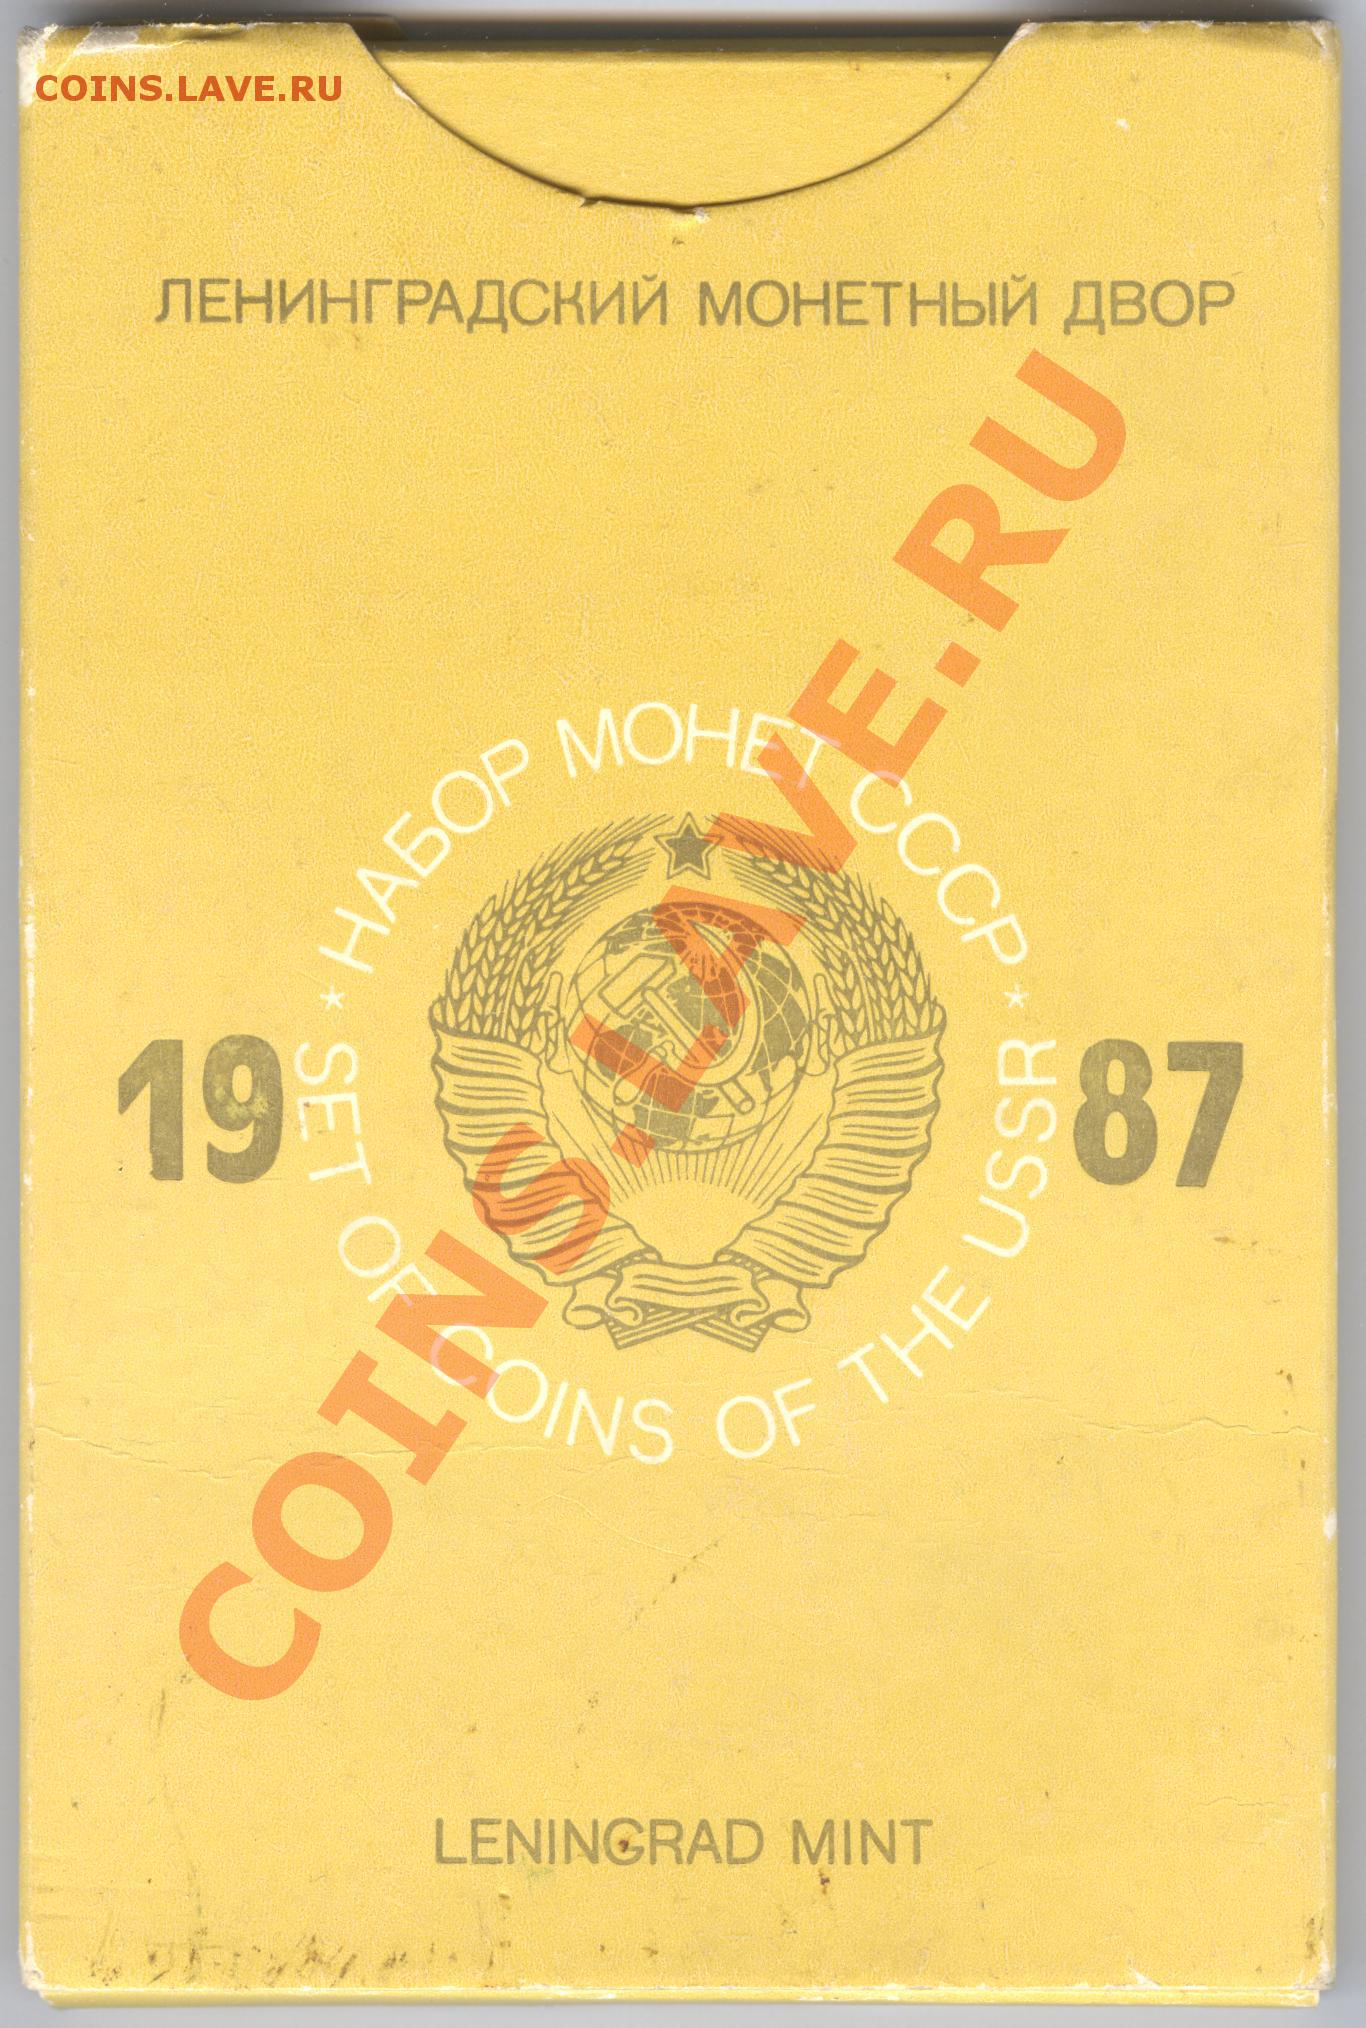 COINS.LAVE.RU
ЛЕНИНГРАДСКИЙ МОНЕТНЫЙ ДВОР
COINS.LAVE.RU
* НАБОР МОНЕТ СССР *
19 87
SET OF COINS OF THE USSR
LENINGRAD MINT